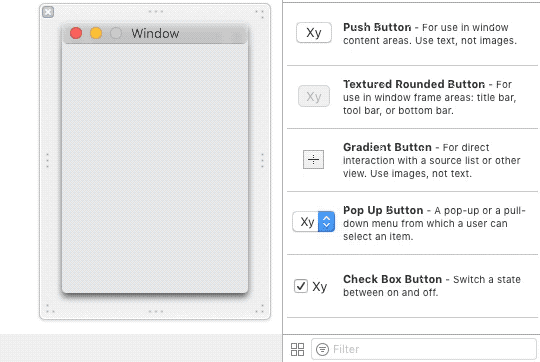 Window
Xy
Push Button - For use in window
content areas. Use text, not images.
Xy
Textured Rounded Button - For
use in window frame areas: title bar,
tool bar, or bottom bar.
Gradient Button - For direct
interaction with a source list or other
view. Use images, not text.
Xy
Pop Up Button - A pop-up or a pull-
down menu from which a user can
select an item.
Xy
Check Box Button - Switch a state
between on and off.
Filter